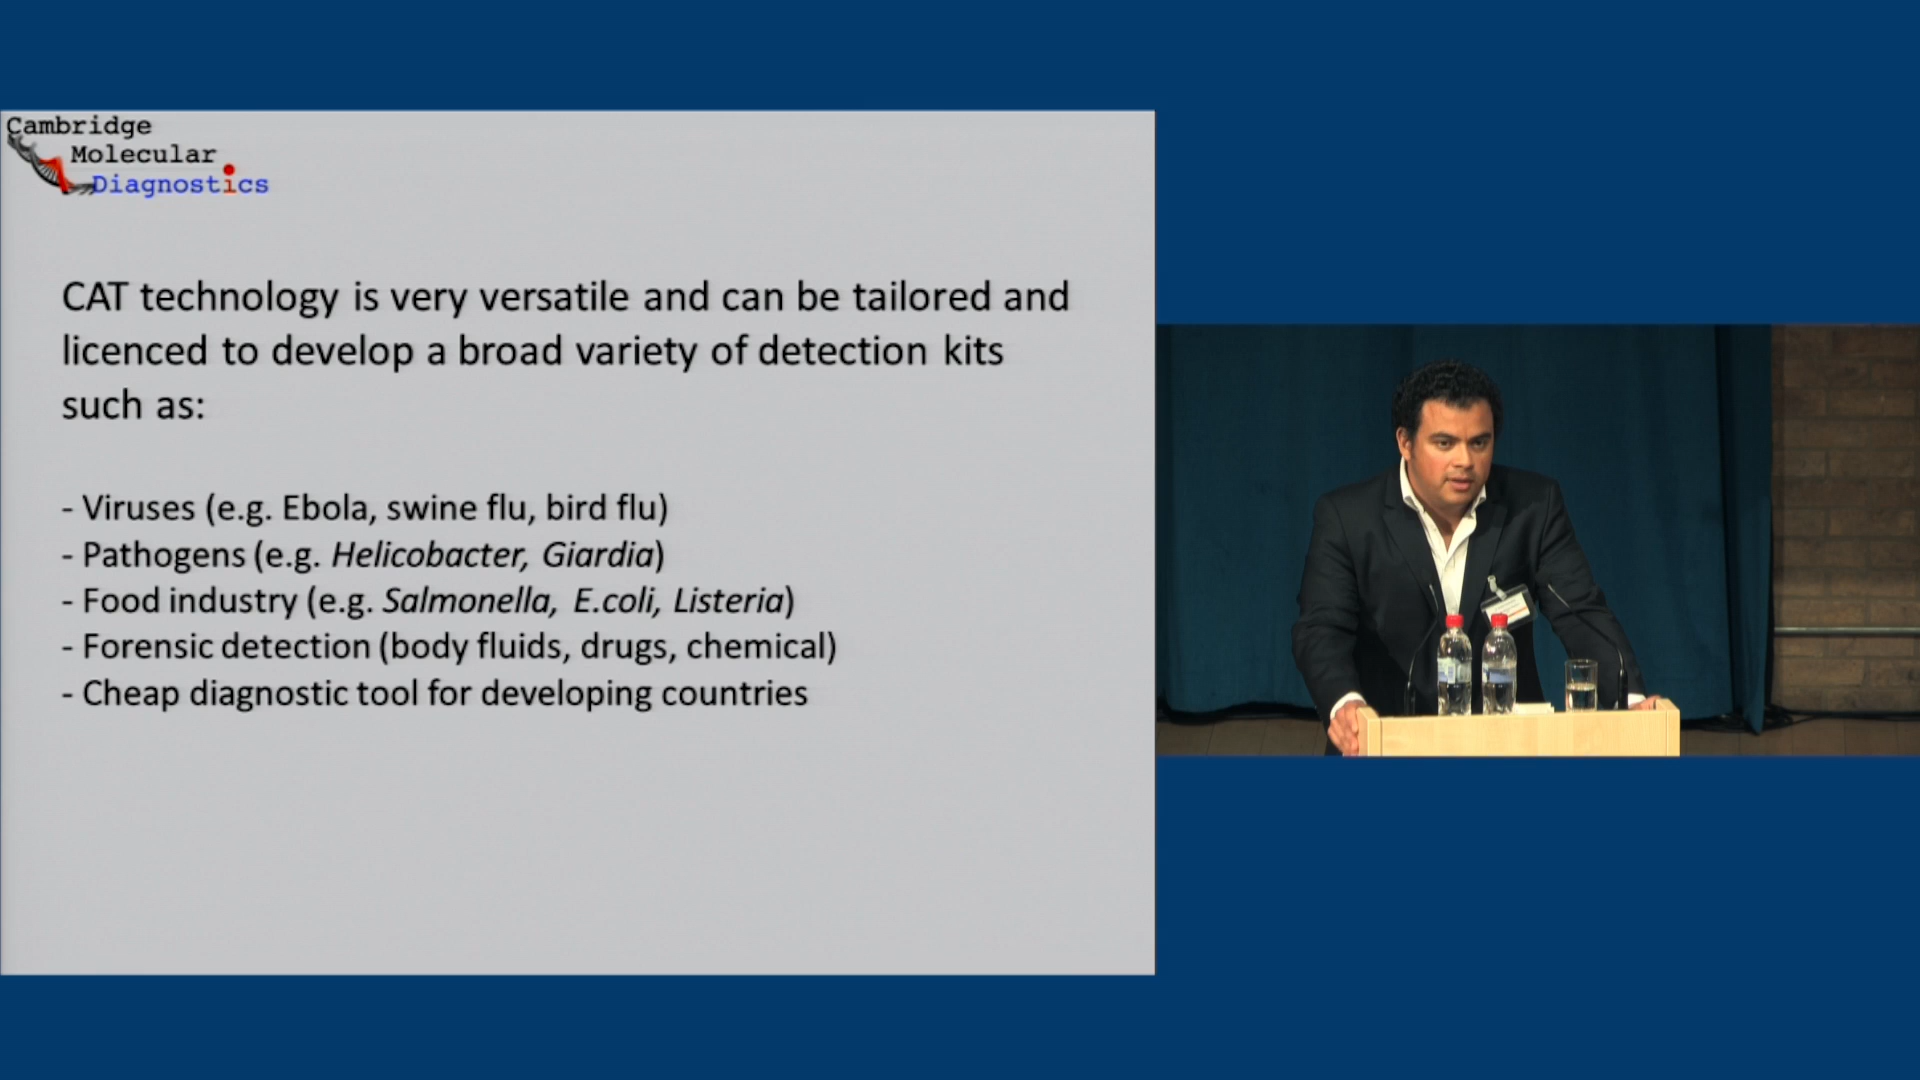 Cambridge
Molecular
Diagnostics
CAT technology is very versatile and can be tailored and
licenced to develop a broad variety of detection kits
such as:
- Viruses (e.g. Ebola, swine flu, bird flu)
- Pathogens (e.g. Helicobacter, Giardia)
- Food industry (e.g. Salmonella, E.coli, Listeria)
- Forensic detection (body fluids, drugs, chemical)
- Cheap diagnostic tool for developing countries